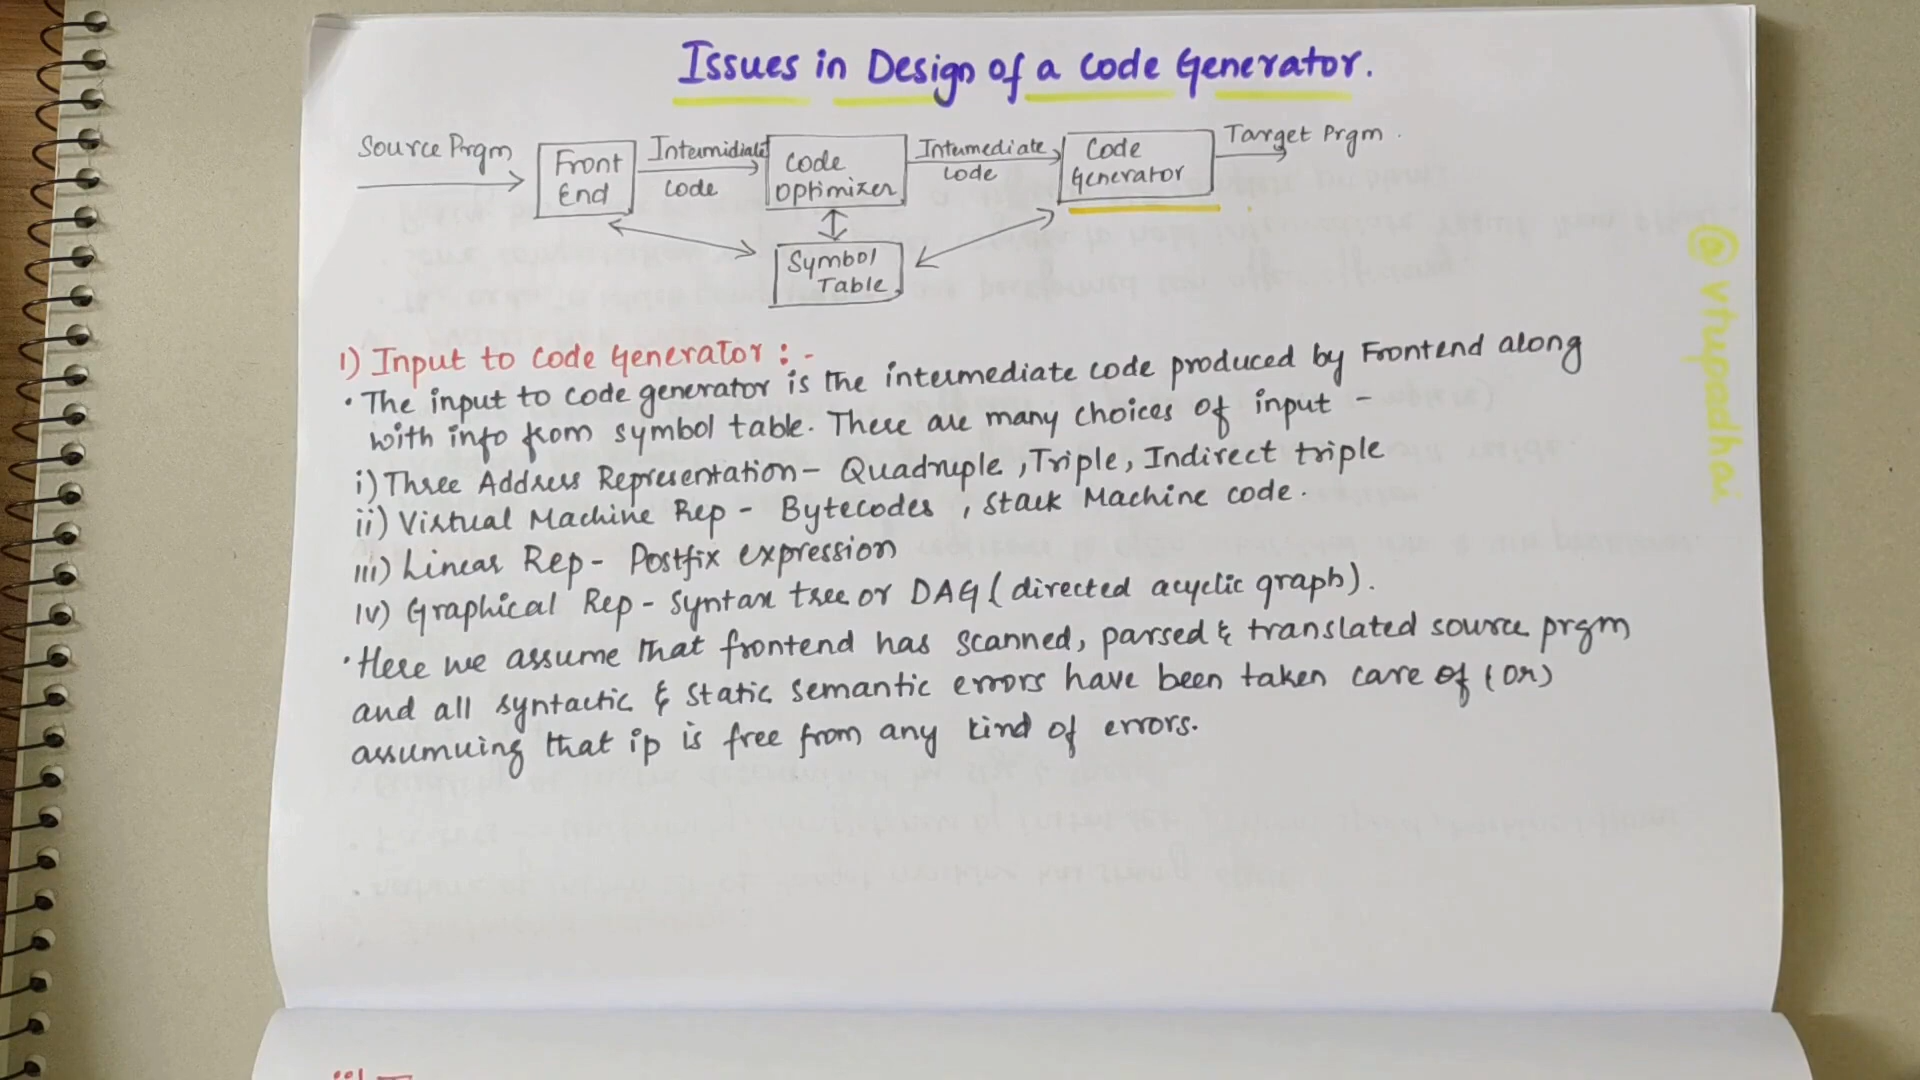 Issues in Design of a Code Generator.
Source Prgm
Front End
Intermidiate Code
Code Optimizer
Intermediate Code
Code Generator
Target Prgm.
Symbol Table
1) Input to Code Generator :-
• The input to code generator is the intermediate code produced by Frontend along
with info from symbol table. There are many choices of input -
i) Three Address Representation - Quadruple, Triple, Indirect triple
ii) Virtual Machine Rep - Bytecodes, Stack Machine code.
iii) Linear Rep - Postfix expression
iv) Graphical Rep - Syntax tree or DAG (directed acyclic graph).
• Here we assume that frontend has scanned, parsed & translated source prgm
and all syntactic & static semantic errors have been taken care of (or)
assumuing that ip is free from any kind of errors.
@vtupadhai